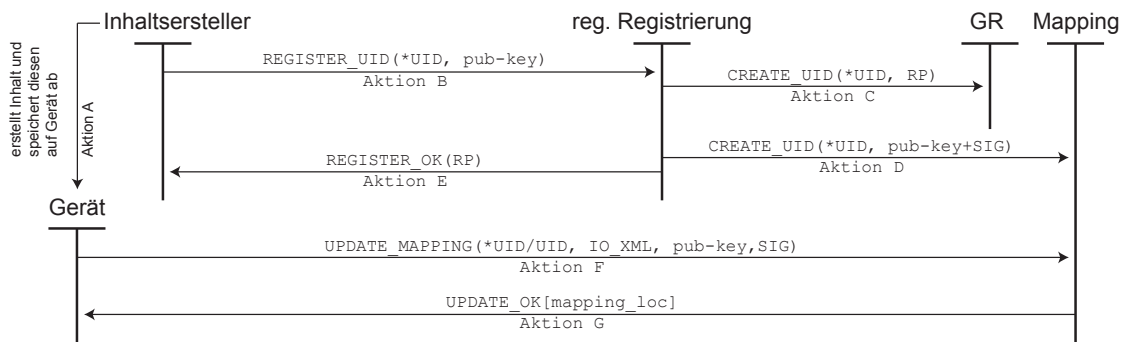 Inhaltsersteller
reg. Registrierung
GR
Mapping
erstellt Inhalt und
speichert diesen
auf Gerät ab
Aktion A
REGISTER_UID(*UID, pub-key)
Aktion B
CREATE_UID(*UID, RP)
Aktion C
CREATE_UID(*UID, pub-key+SIG)
Aktion D
REGISTER_OK(RP)
Aktion E
Gerät
UPDATE_MAPPING(*UID/UID, IO_XML, pub-key,SIG)
Aktion F
UPDATE_OK[mapping_loc]
Aktion G